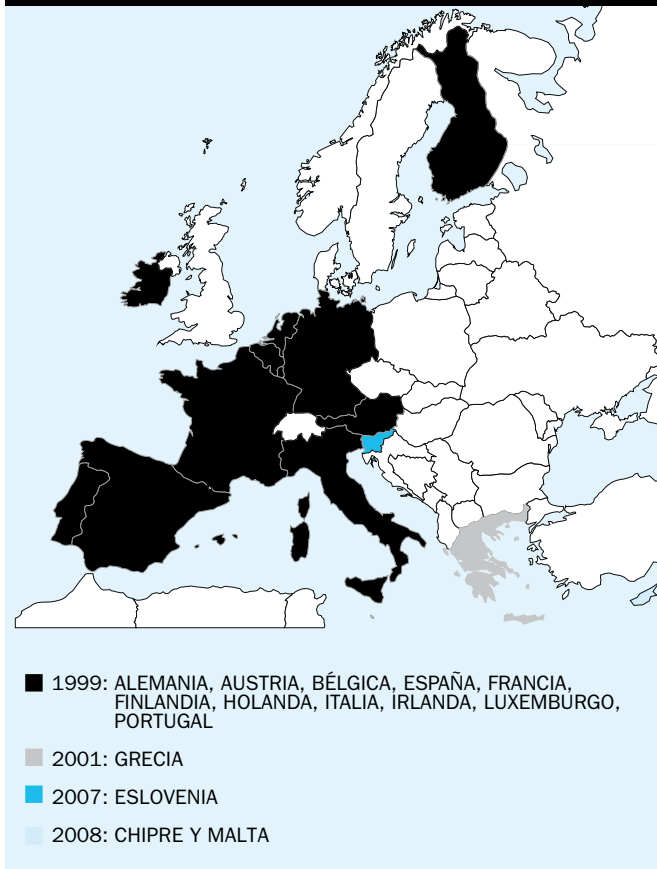 1999: ALEMANIA, AUSTRIA, BÉLGICA, ESPAÑA, FRANCIA,
FINLANDIA, HOLANDA, ITALIA, IRLANDA, LUXEMBURGO,
PORTUGAL
2001: GRECIA
2007: ESLOVENIA
2008: CHIPRE Y MALTA